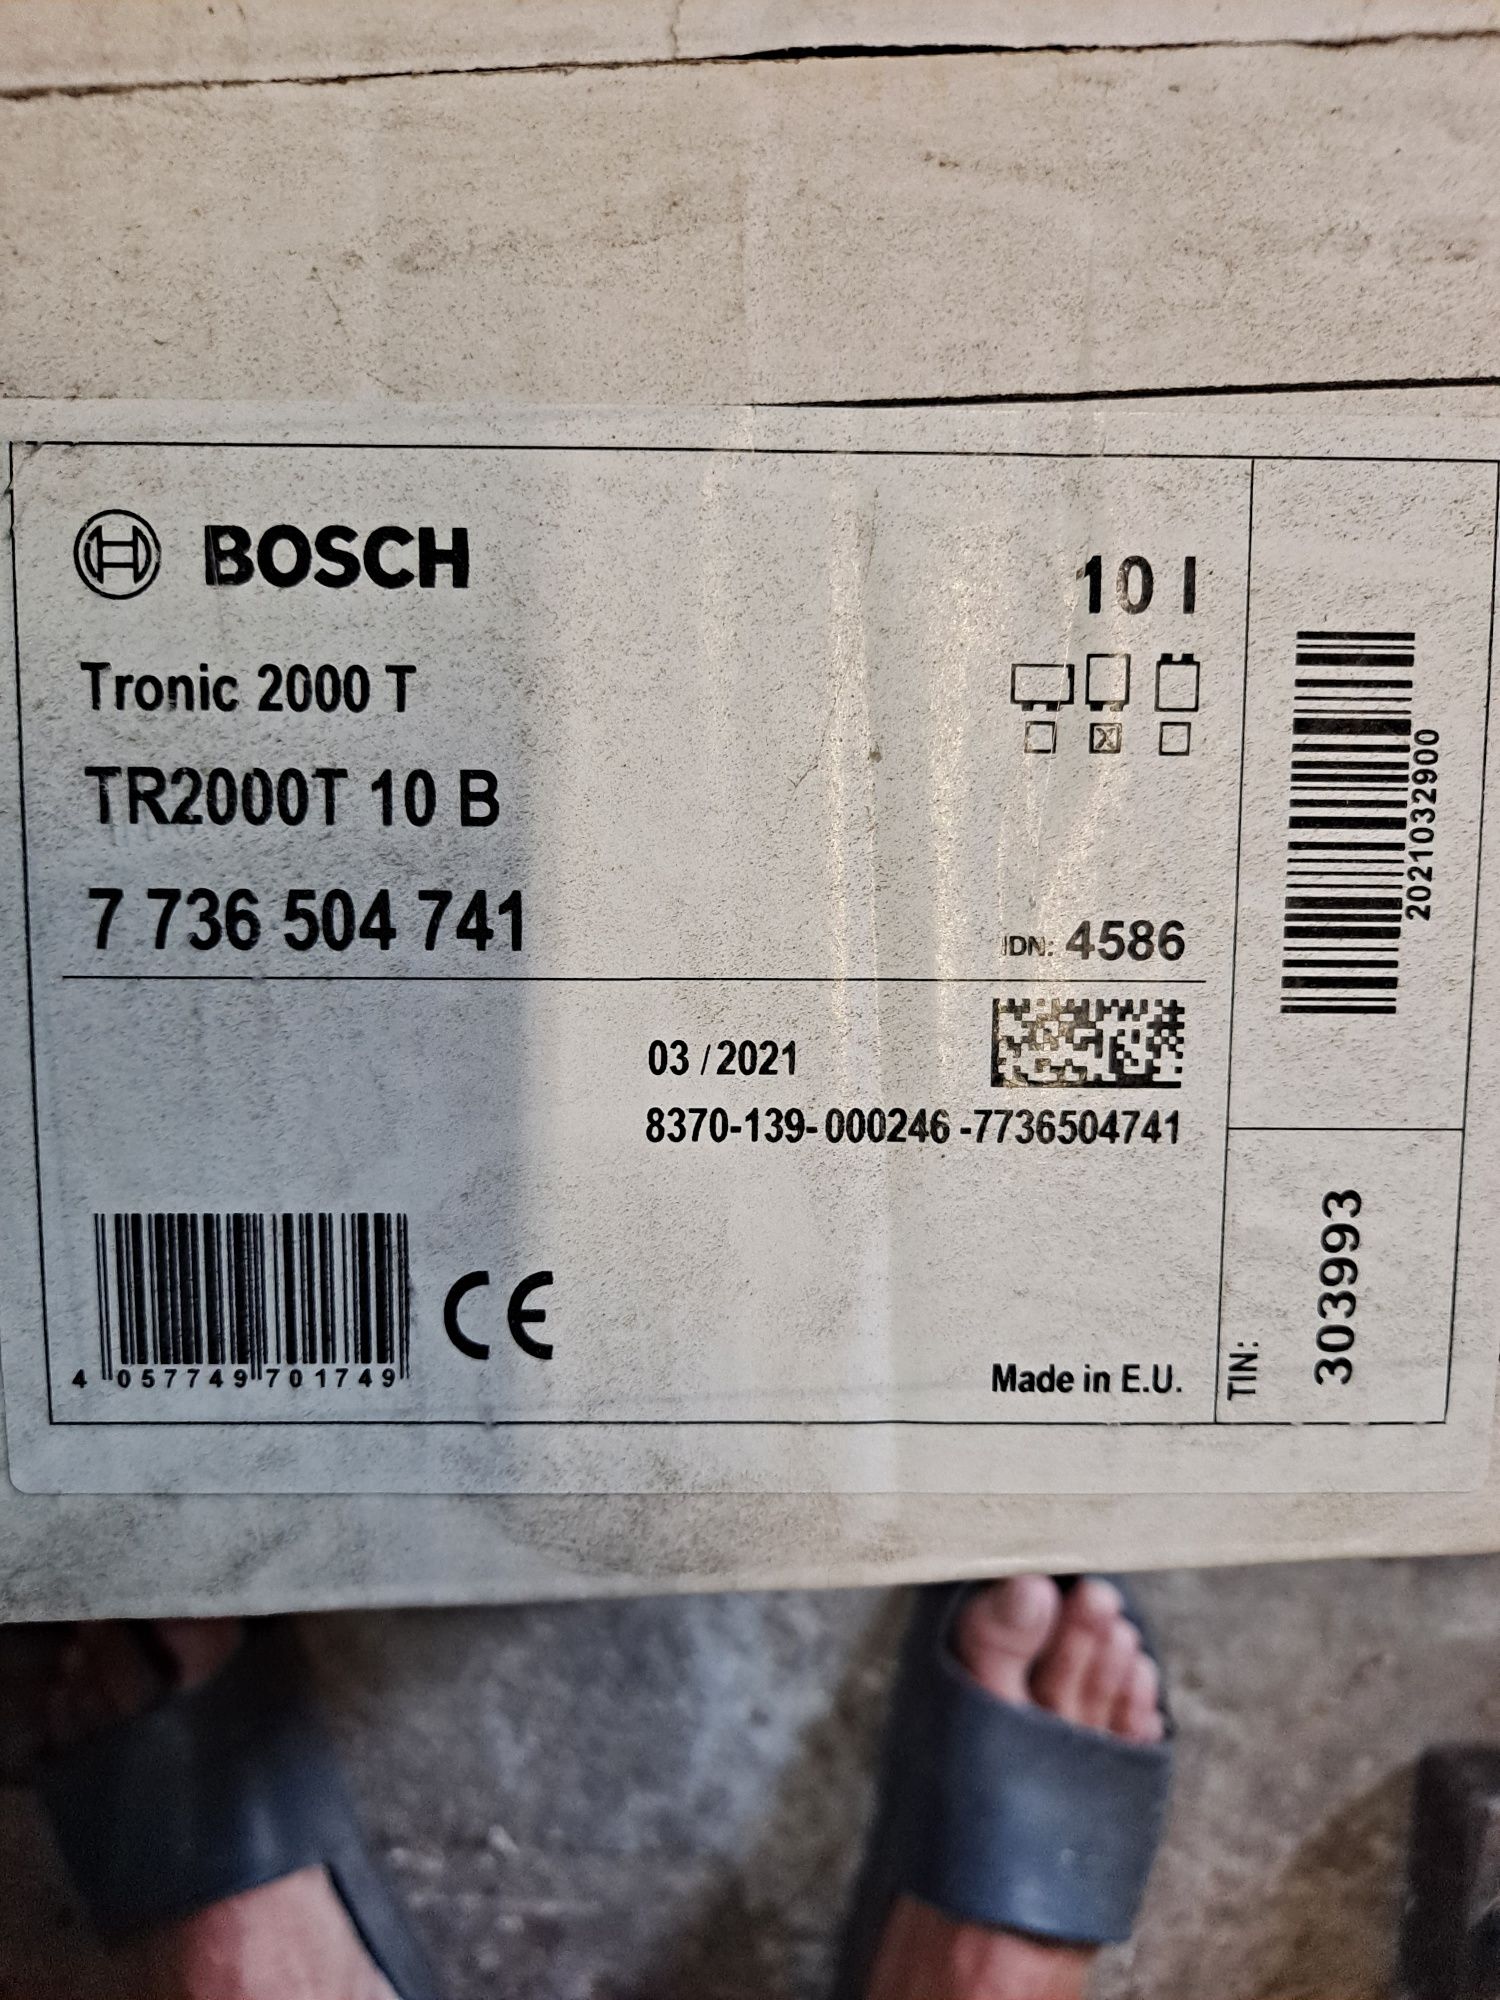 BOSCH
10 l
Tronic 2000 T
TR2000T 10 B
7 736 504 741
IDN: 4586
03 / 2021
8370-139-000246 -7736504741
4 057749 701749
CE
Made in E.U.
2021032900
TIN: 303993